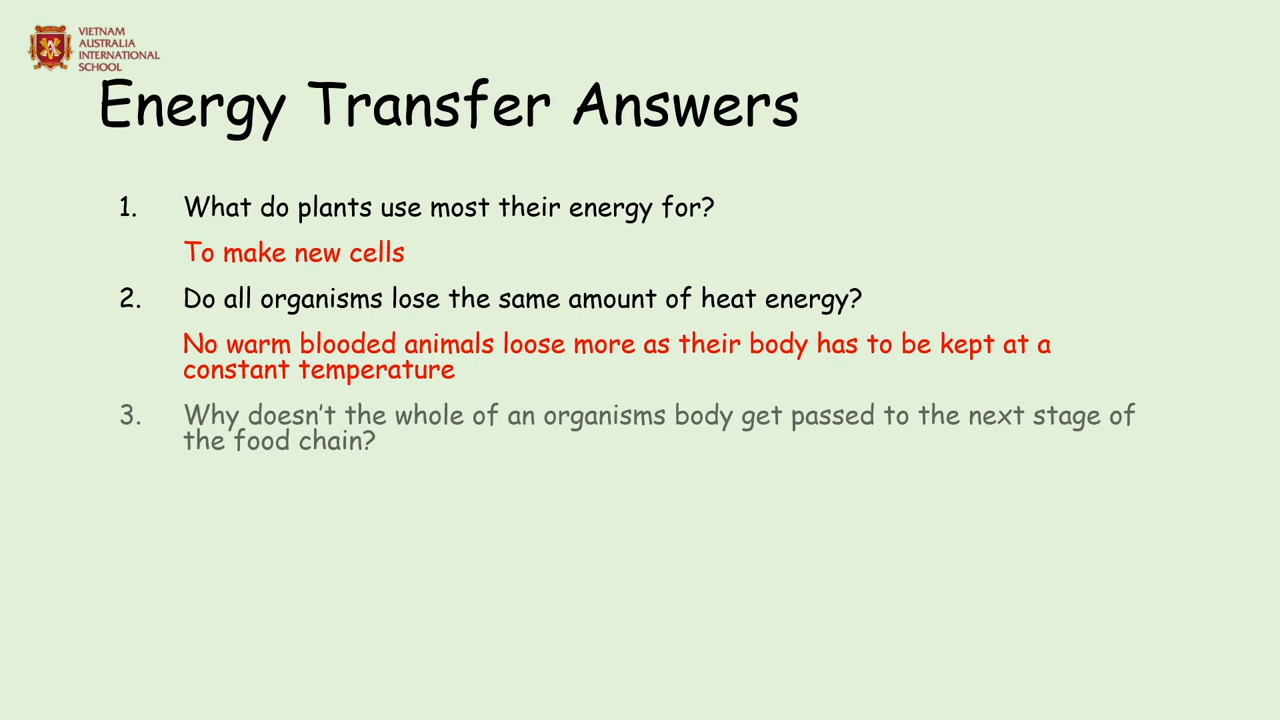 VIETNAM
AUSTRALIA
INTERNATIONAL
SCHOOL
Energy Transfer Answers
1. What do plants use most their energy for?
To make new cells
2. Do all organisms lose the same amount of heat energy?
No warm blooded animals loose more as their body has to be kept at a
constant temperature
3. Why doesn’t the whole of an organisms body get passed to the next stage of
the food chain?